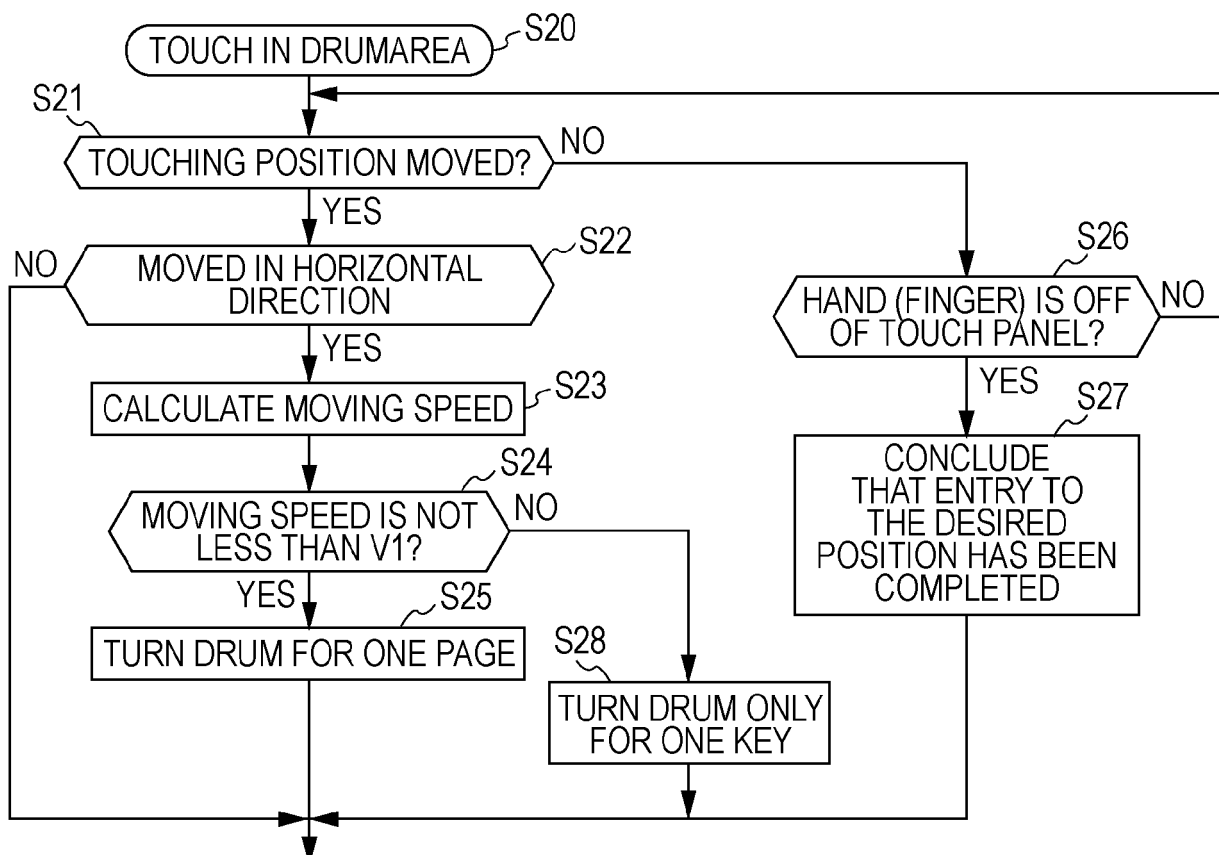 TOUCH IN DRUMAREA
S20
S21
TOUCHING POSITION MOVED?
NO
YES
S22
NO
MOVED IN HORIZONTAL
DIRECTION
YES
S26
HAND (FINGER) IS OFF
OF TOUCH PANEL?
NO
YES
S23
CALCULATE MOVING SPEED
S27
CONCLUDE
THAT ENTRY TO
THE DESIRED
POSITION HAS BEEN
COMPLETED
S24
MOVING SPEED IS NOT
LESS THAN V1?
NO
YES
S25
TURN DRUM FOR ONE PAGE
S28
TURN DRUM ONLY
FOR ONE KEY